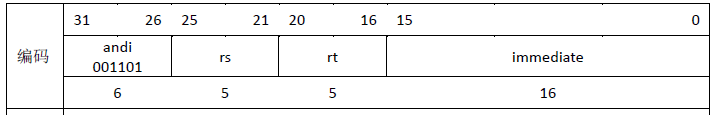 31 26 25 21 20 16 15 0
编码
andi
001101
rs rt immediate
6 5 5 16